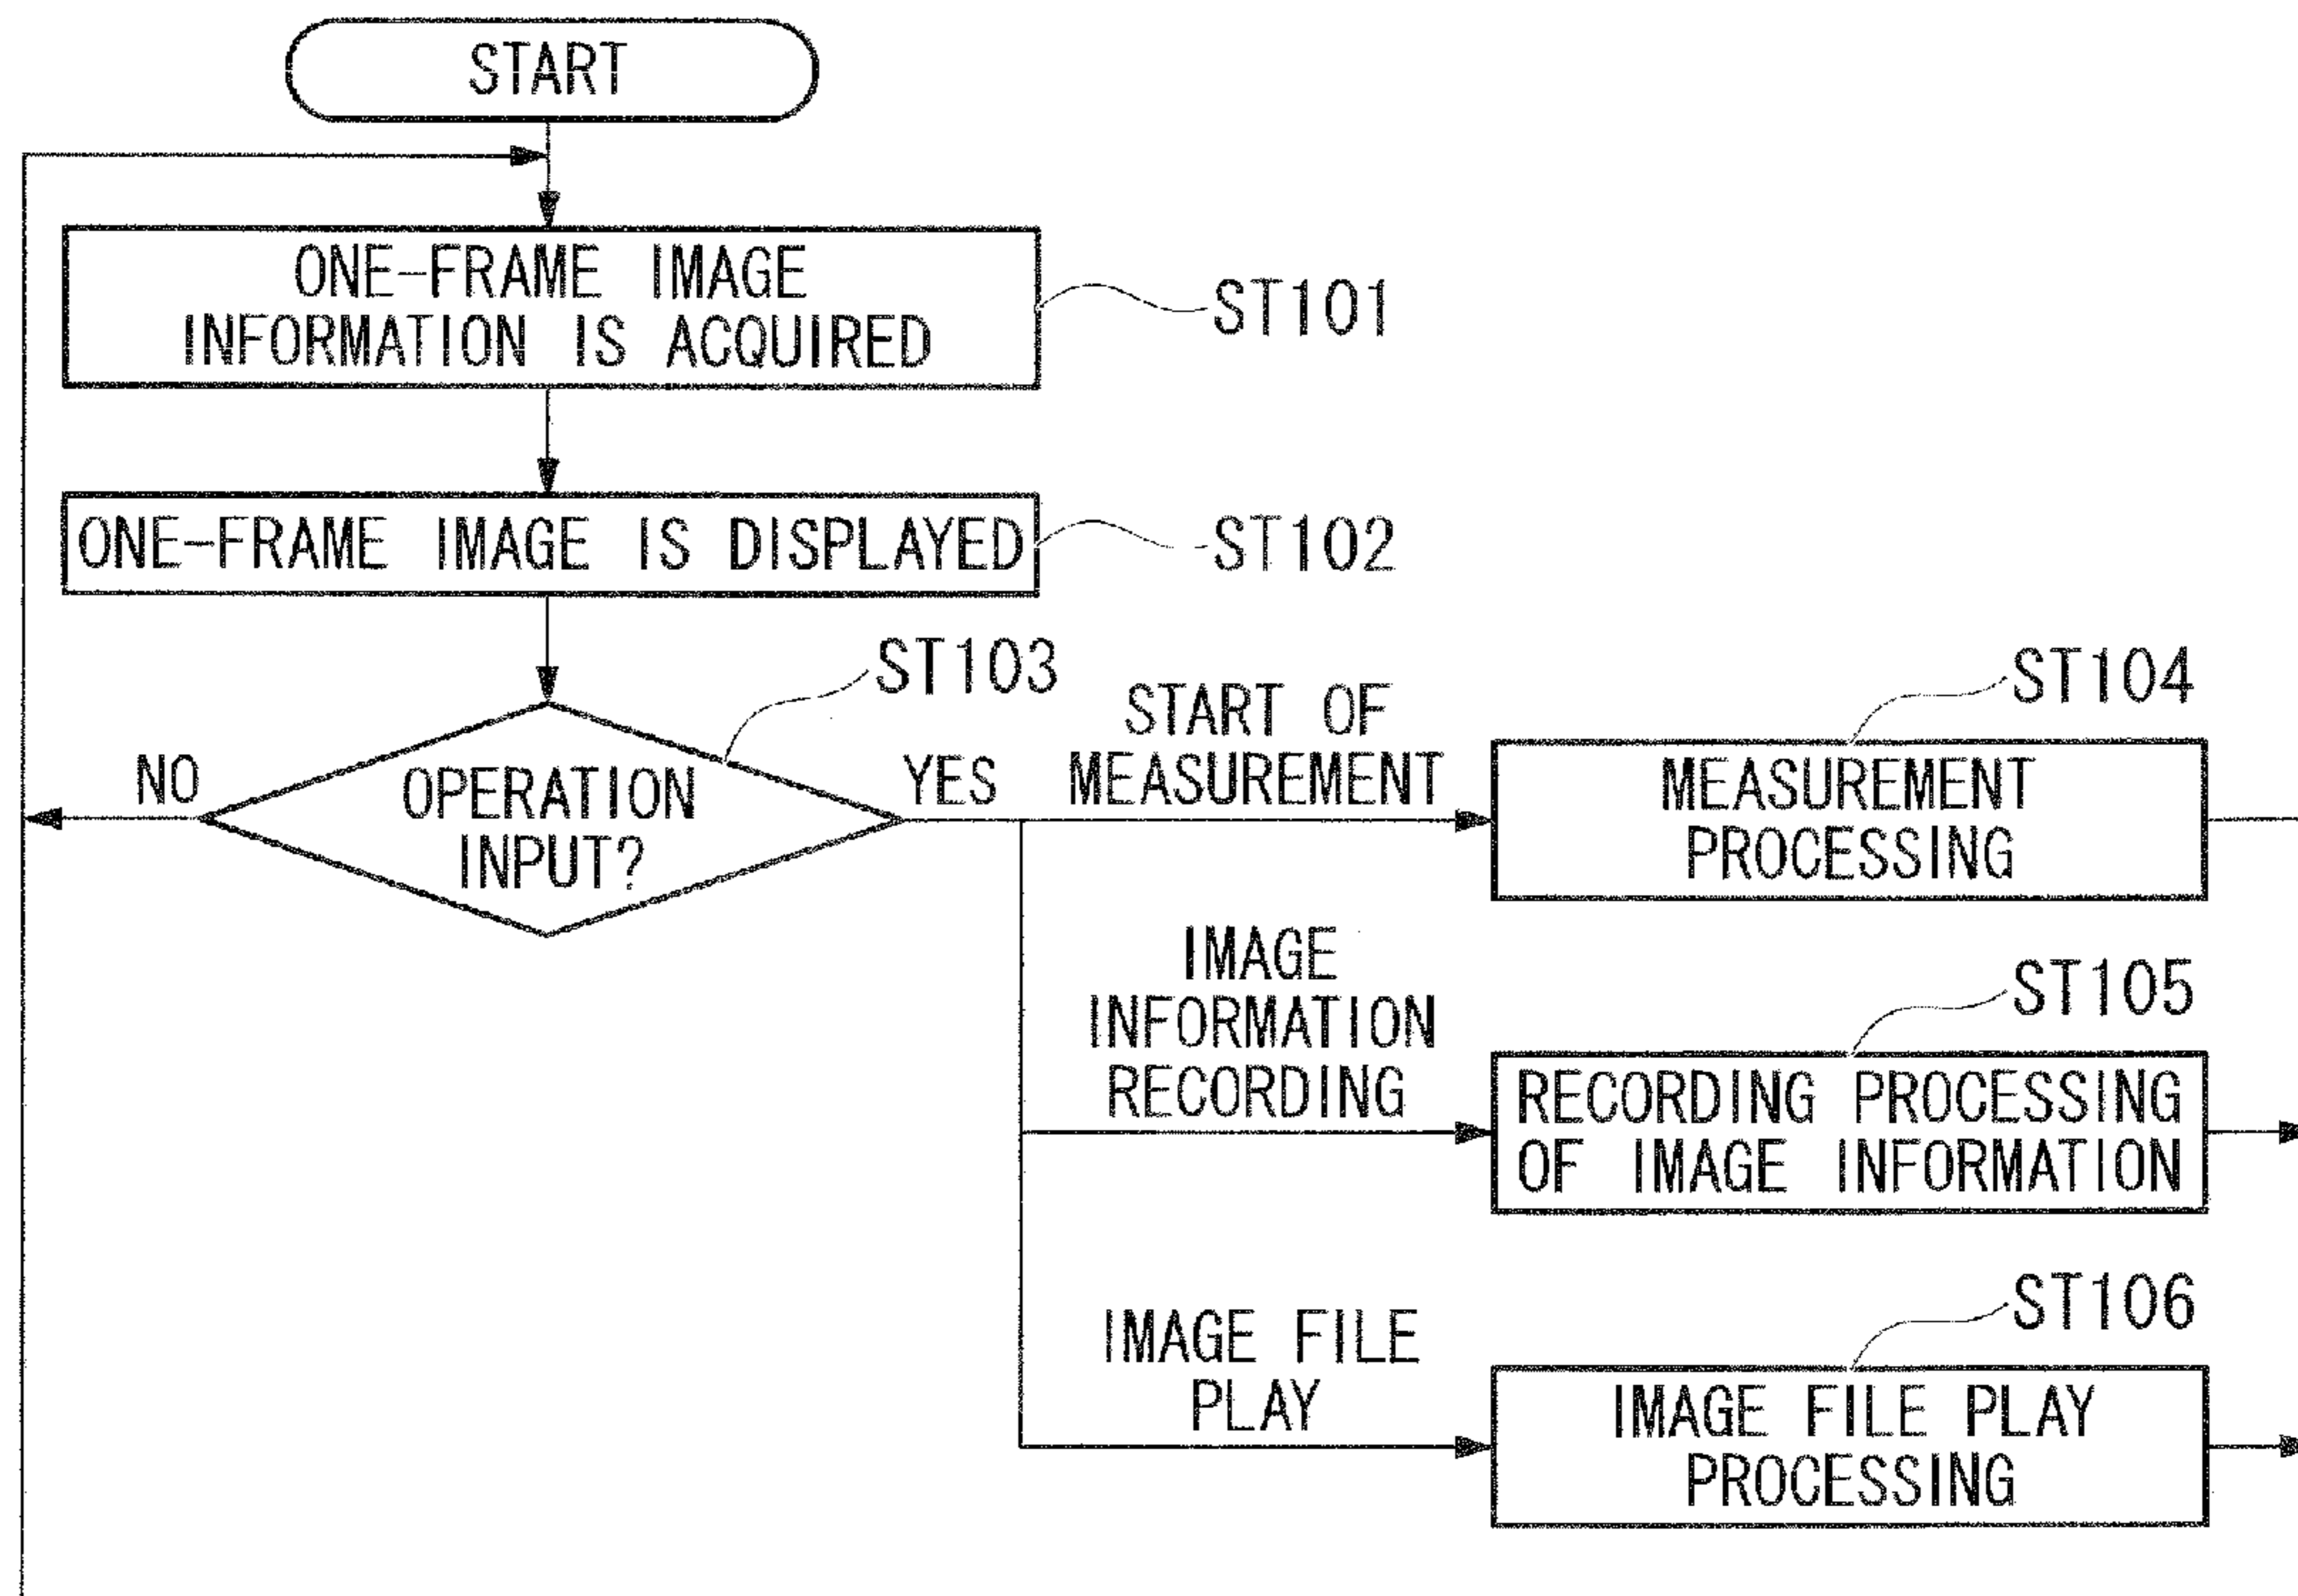 START
ONE-FRAME IMAGE
INFORMATION IS ACQUIRED
ST101
ONE-FRAME IMAGE IS DISPLAYED
ST102
ST103
OPERATION
INPUT?
NO
YES
START OF
MEASUREMENT
ST104
MEASUREMENT
PROCESSING
IMAGE
INFORMATION
RECORDING
ST105
RECORDING PROCESSING
OF IMAGE INFORMATION
IMAGE FILE
PLAY
ST106
IMAGE FILE PLAY
PROCESSING